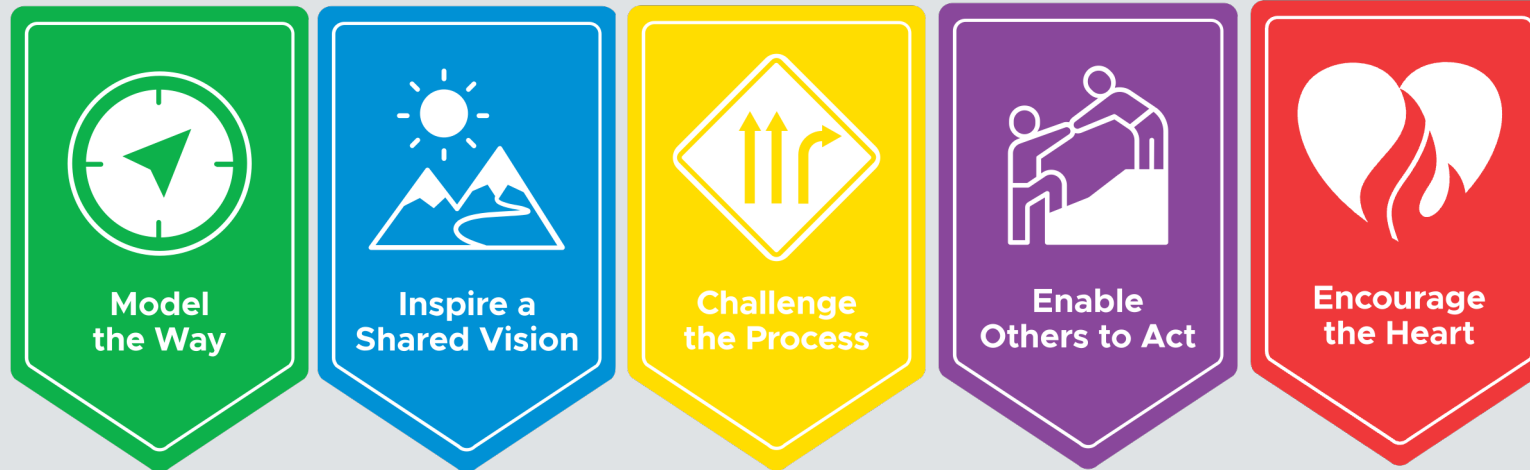 Model
the Way
Inspire a
Shared Vision
Challenge
the Process
Enable
Others to Act
Encourage
the Heart